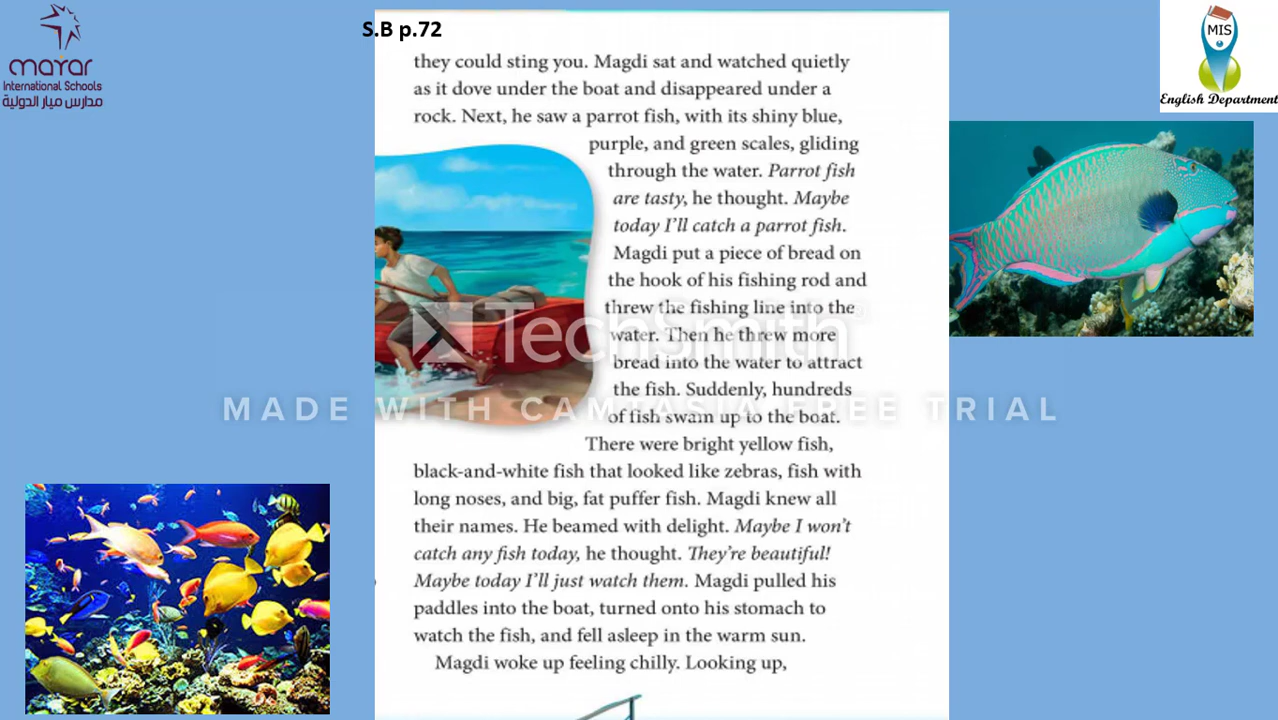 S.B p.72
mayar
International Schools
مدارس ميار الدولية
MIS
English Department
they could sting you. Magdi sat and watched quietly
as it dove under the boat and disappeared under a
rock. Next, he saw a parrot fish, with its shiny blue,
purple, and green scales, gliding
through the water. Parrot fish
are tasty, he thought. Maybe
today I'll catch a parrot fish.
Magdi put a piece of bread on
the hook of his fishing rod and
threw the fishing line into the
water. Then he threw more
bread into the water to attract
the fish. Suddenly, hundreds
of fish swam up to the boat.
There were bright yellow fish,
black-and-white fish that looked like zebras, fish with
long noses, and big, fat puffer fish. Magdi knew all
their names. He beamed with delight. Maybe I won't
catch any fish today, he thought. They're beautiful!
Maybe today I'll just watch them. Magdi pulled his
paddles into the boat, turned onto his stomach to
watch the fish, and fell asleep in the warm sun.
Magdi woke up feeling chilly. Looking up,
TechSmith
MADE WITH CAMTASIA FREE TRIAL